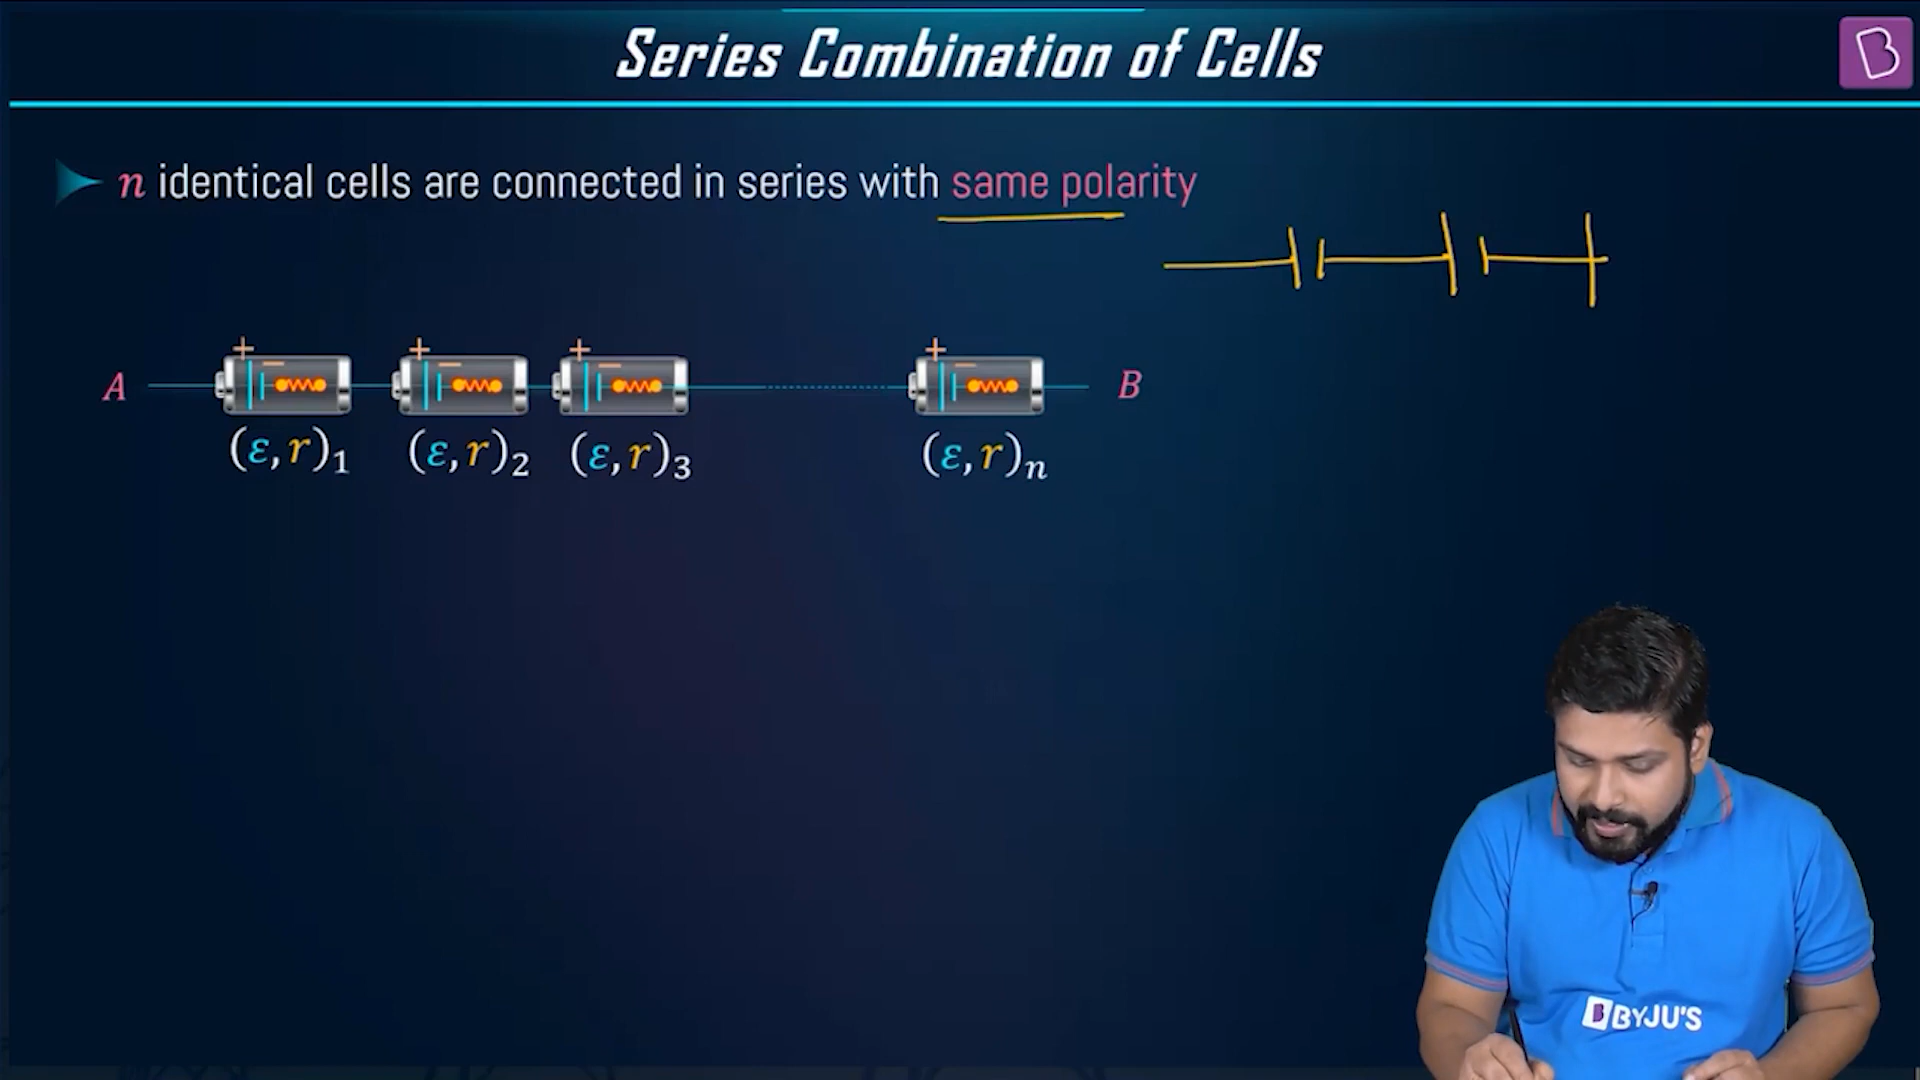 Series Combination of Cells
n identical cells are connected in series with same polarity
+ − + − + − + −
A B
(ε, r)₁ (ε, r)₂ (ε, r)₃ (ε, r)ₙ
BYJU'S